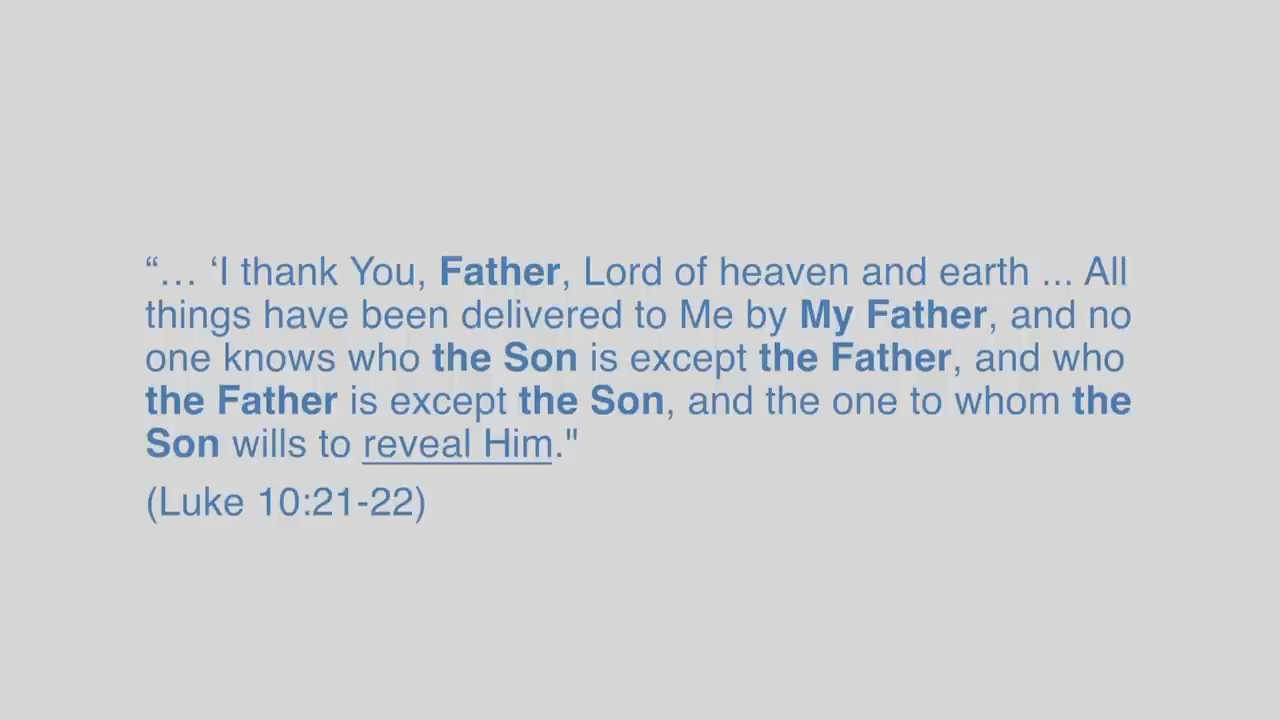 “… ‘I thank You, Father, Lord of heaven and earth ... All
things have been delivered to Me by My Father, and no
one knows who the Son is except the Father, and who
the Father is except the Son, and the one to whom the
Son wills to reveal Him."
(Luke 10:21-22)